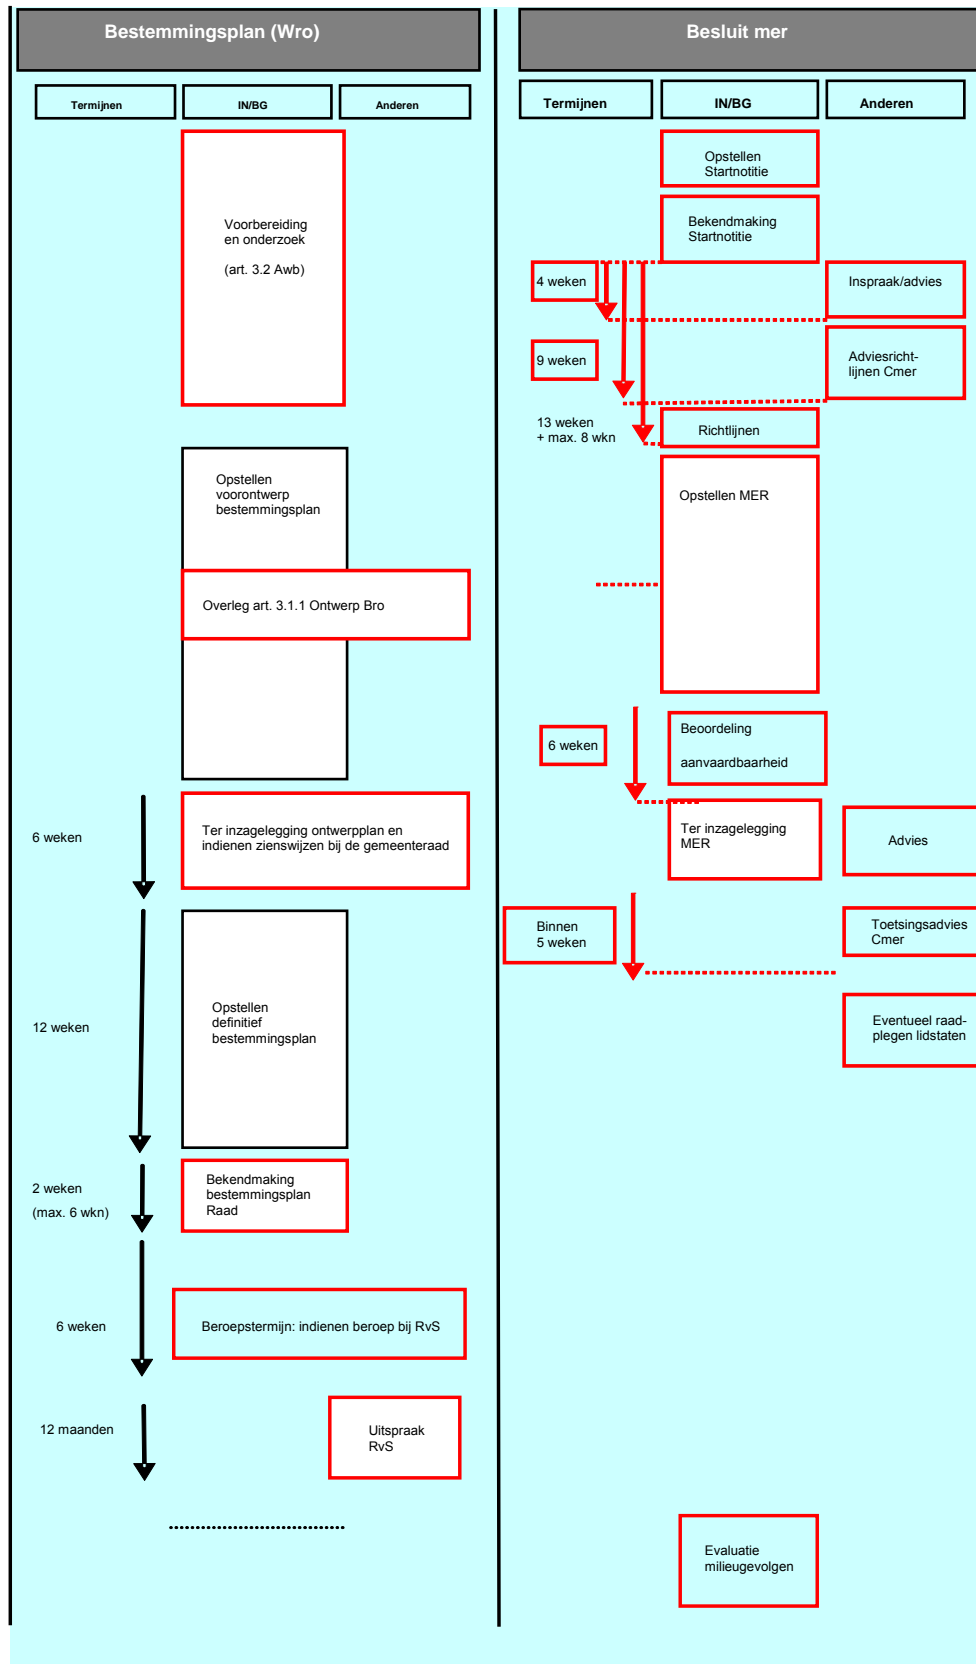 Bestemmingsplan (Wro)
Termijnen
IN/BG
Anderen
Voorbereiding
en onderzoek
(art. 3.2 Awb)
Opstellen
voorontwerp
bestemmingsplan
Overleg art. 3.1.1 Ontwerp Bro
6 weken
Ter inzagelegging ontwerpplan en
indienen zienswijzen bij de gemeenteraad
12 weken
Opstellen
definitief
bestemmingsplan
2 weken
(max. 6 wkn)
Bekendmaking
bestemmingsplan
Raad
6 weken
Beroepstermijn: indienen beroep bij RvS
12 maanden
Uitspraak
RvS
Besluit mer
Termijnen
IN/BG
Anderen
Opstellen
Startnotitie
Bekendmaking
Startnotitie
4 weken
Inspraak/advies
9 weken
Adviesricht-
lijnen Cmer
13 weken
+ max. 8 wkn
Richtlijnen
Opstellen MER
6 weken
Beoordeling
aanvaardbaarheid
Ter inzagelegging
MER
Advies
Binnen
5 weken
Toetsingsadvies
Cmer
Eventueel raad-
plegen lidstaten
Evaluatie
milieugevolgen